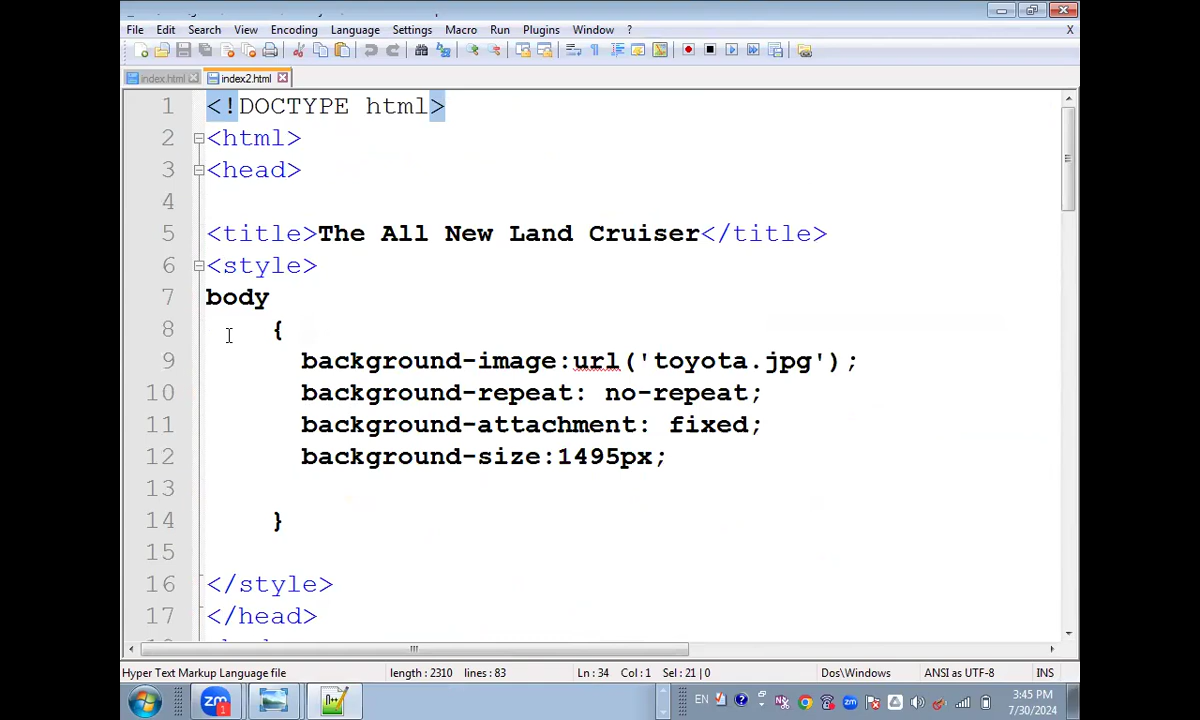 File Edit Search View Encoding Language Settings Macro Run Plugins Window ? X
index.html index2.html
1 <!DOCTYPE html>
2 <html>
3 <head>
4
5 <title>The All New Land Cruiser</title>
6 <style>
7 body
8 {
9 background-image:url('toyota.jpg');
10 background-repeat: no-repeat;
11 background-attachment: fixed;
12 background-size:1495px;
13
14 }
15
16 </style>
17 </head>
Hyper Text Markup Language file length : 2310 lines : 83 Ln : 34 Col : 1 Sel : 21 | 0 Dos\Windows ANSI as UTF-8 INS
EN 3:45 PM
7/30/2024